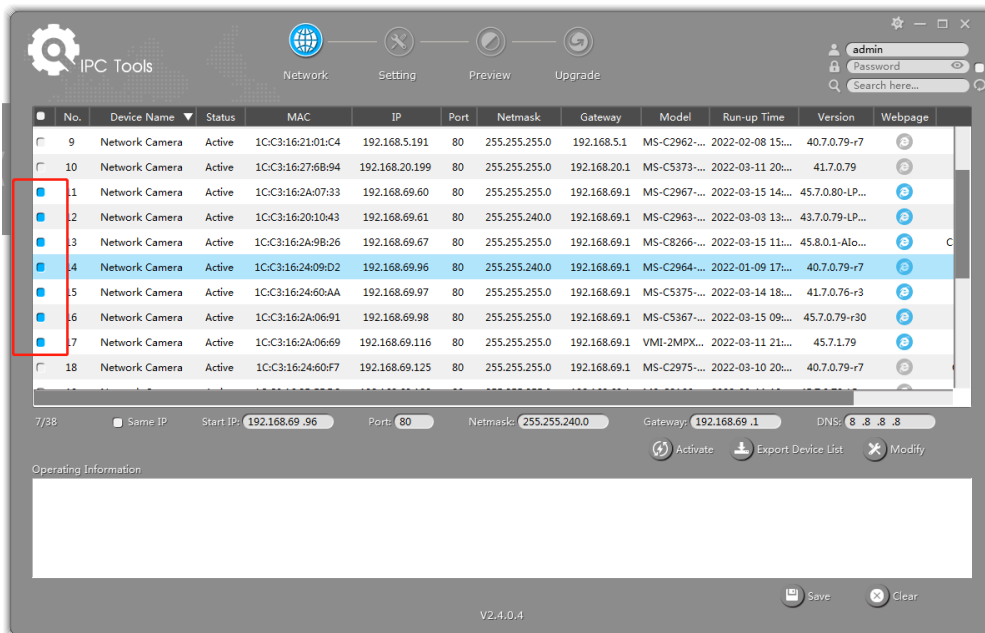 IPC Tools
Network Setting Preview Upgrade
admin
Password
Search here...
No. Device Name Status MAC IP Port Netmask Gateway Model Run-up Time Version Webpage
9 Network Camera Active 1C:C3:16:21:01:C4 192.168.5.191 80 255.255.255.0 192.168.5.1 MS-C2962-... 2022-02-08 15:... 40.7.0.79-r7
10 Network Camera Active 1C:C3:16:27:6B:94 192.168.20.199 80 255.255.255.0 192.168.20.1 MS-C5373-... 2022-03-11 20:... 41.7.0.79
11 Network Camera Active 1C:C3:16:2A:07:33 192.168.69.60 80 255.255.255.0 192.168.69.1 MS-C2967-... 2022-03-15 14:... 45.7.0.80-LP...
12 Network Camera Active 1C:C3:16:20:10:43 192.168.69.61 80 255.255.240.0 192.168.69.1 MS-C2963-... 2022-03-03 13:... 43.7.0.79-LP...
13 Network Camera Active 1C:C3:16:2A:9B:26 192.168.69.67 80 255.255.255.0 192.168.69.1 MS-C8266-... 2022-03-15 11:... 45.8.0.1-AIo... C
14 Network Camera Active 1C:C3:16:24:09:D2 192.168.69.96 80 255.255.240.0 192.168.69.1 MS-C2964-... 2022-01-09 17:... 40.7.0.79-r7
15 Network Camera Active 1C:C3:16:24:60:AA 192.168.69.97 80 255.255.255.0 192.168.69.1 MS-C5375-... 2022-03-14 18:... 41.7.0.76-r3
16 Network Camera Active 1C:C3:16:2A:06:91 192.168.69.98 80 255.255.255.0 192.168.69.1 MS-C5367-... 2022-03-15 09:... 45.7.0.79-r30
17 Network Camera Active 1C:C3:16:2A:06:69 192.168.69.116 80 255.255.255.0 192.168.69.1 VMI-2MPX... 2022-03-11 21:... 45.7.1.79
18 Network Camera Active 1C:C3:16:24:60:F7 192.168.69.125 80 255.255.255.0 192.168.69.1 MS-C2975-... 2022-03-10 20:... 40.7.0.79-r7
7/38 Same IP Start IP: 192.168.69 .96 Port: 80 Netmask: 255.255.240.0 Gateway: 192.168.69 .1 DNS: 8 .8 .8 .8
Activate Export Device List Modify
Operating Information
Save Clear
V2.4.0.4